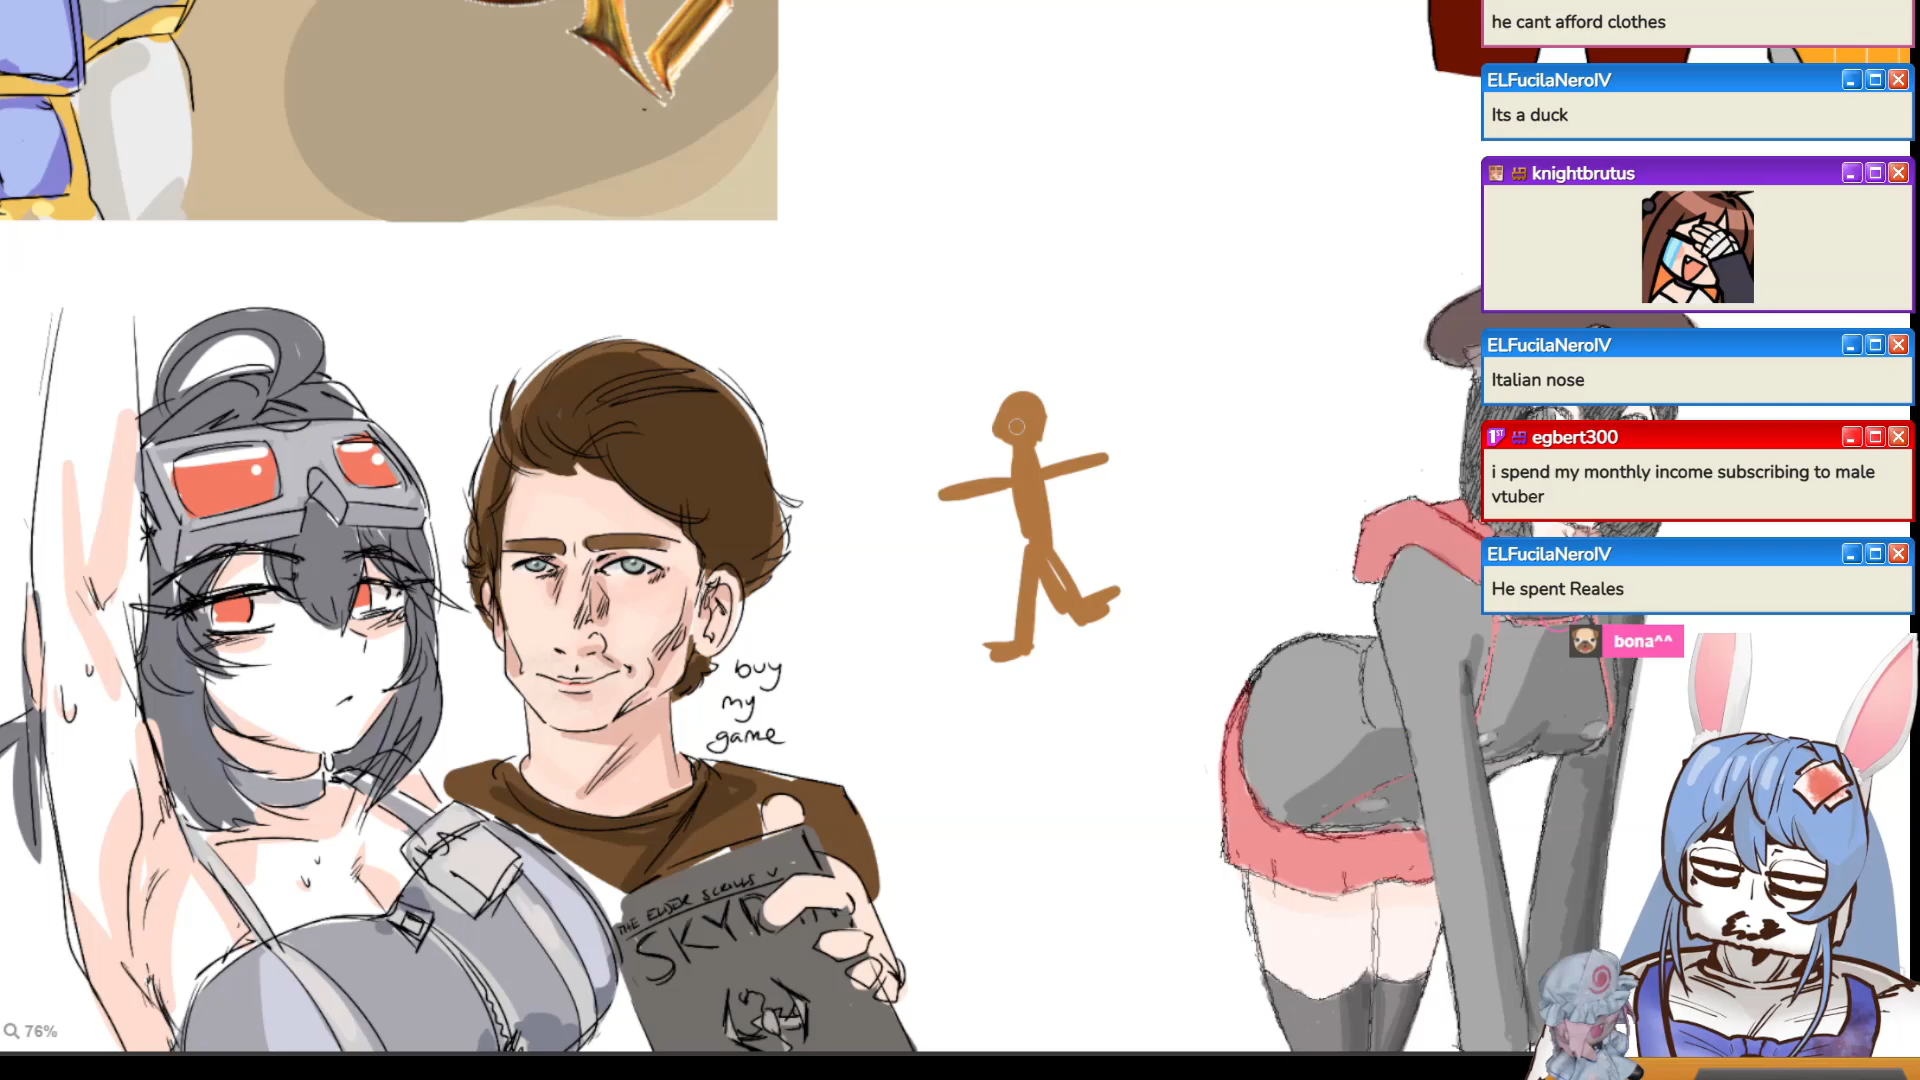 he cant afford clothes
ELFucilaNeroIV
Its a duck
knightbrutus
ELFucilaNeroIV
Italian nose
1ST egbert300
i spend my monthly income subscribing to male
vtuber
ELFucilaNeroIV
He spent Reales
bona^^
buy
my
game
THE ELDER SCROLLS V
76%